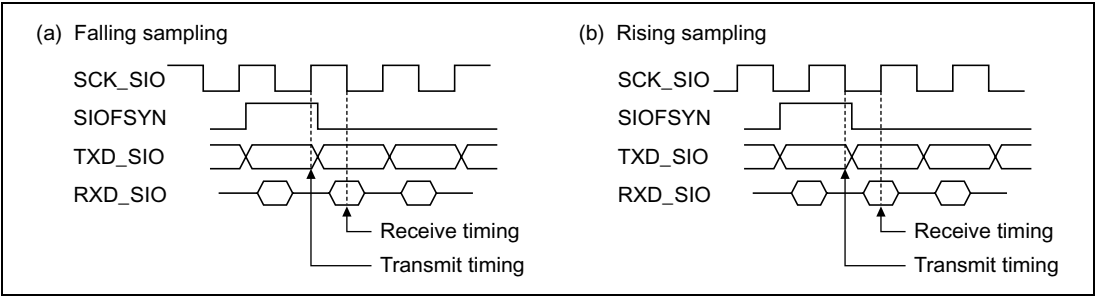 (a) Falling sampling
SCK_SIO
SIOFSYN
TXD_SIO
RXD_SIO
Receive timing
Transmit timing
(b) Rising sampling
SCK_SIO
SIOFSYN
TXD_SIO
RXD_SIO
Receive timing
Transmit timing